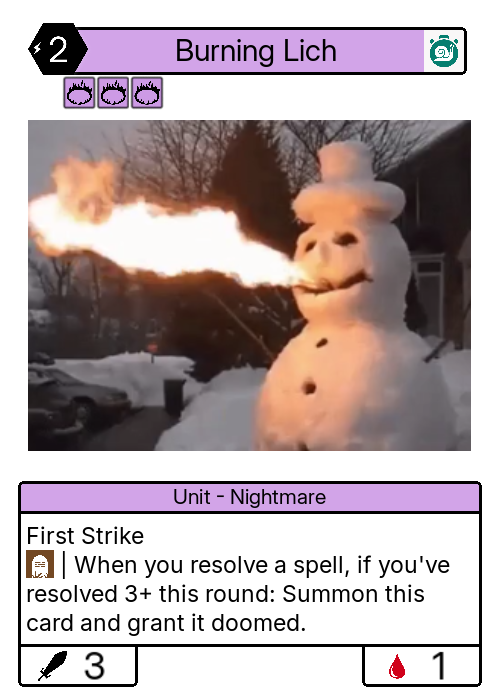 2
Burning Lich
Unit - Nightmare
First Strike
| When you resolve a spell, if you've
resolved 3+ this round: Summon this
card and grant it doomed.
3
1